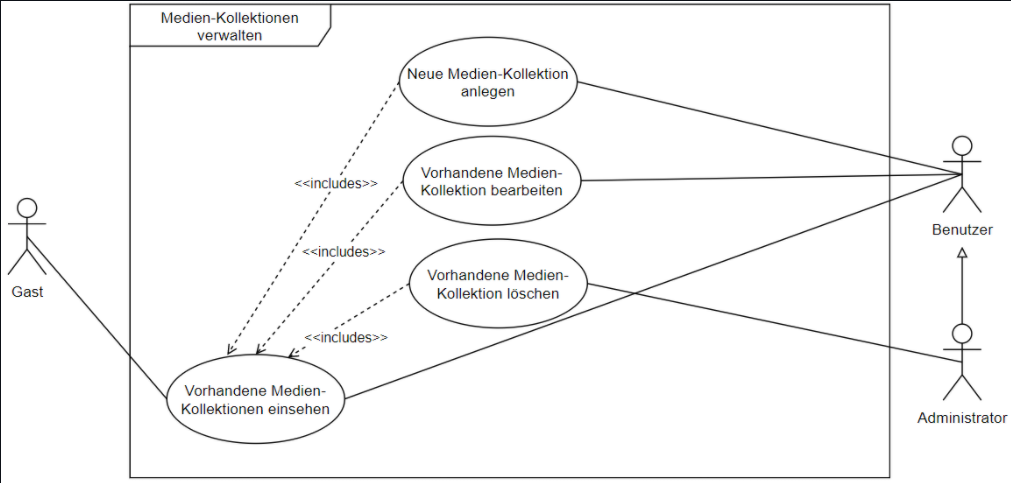 Medien-Kollektionen
verwalten
Neue Medien-Kollektion
anlegen
<<includes>>
Vorhandene Medien-
Kollektion bearbeiten
Benutzer
<<includes>>
Vorhandene Medien-
Kollektion löschen
Gast
<<includes>>
Vorhandene Medien-
Kollektionen einsehen
Administrator